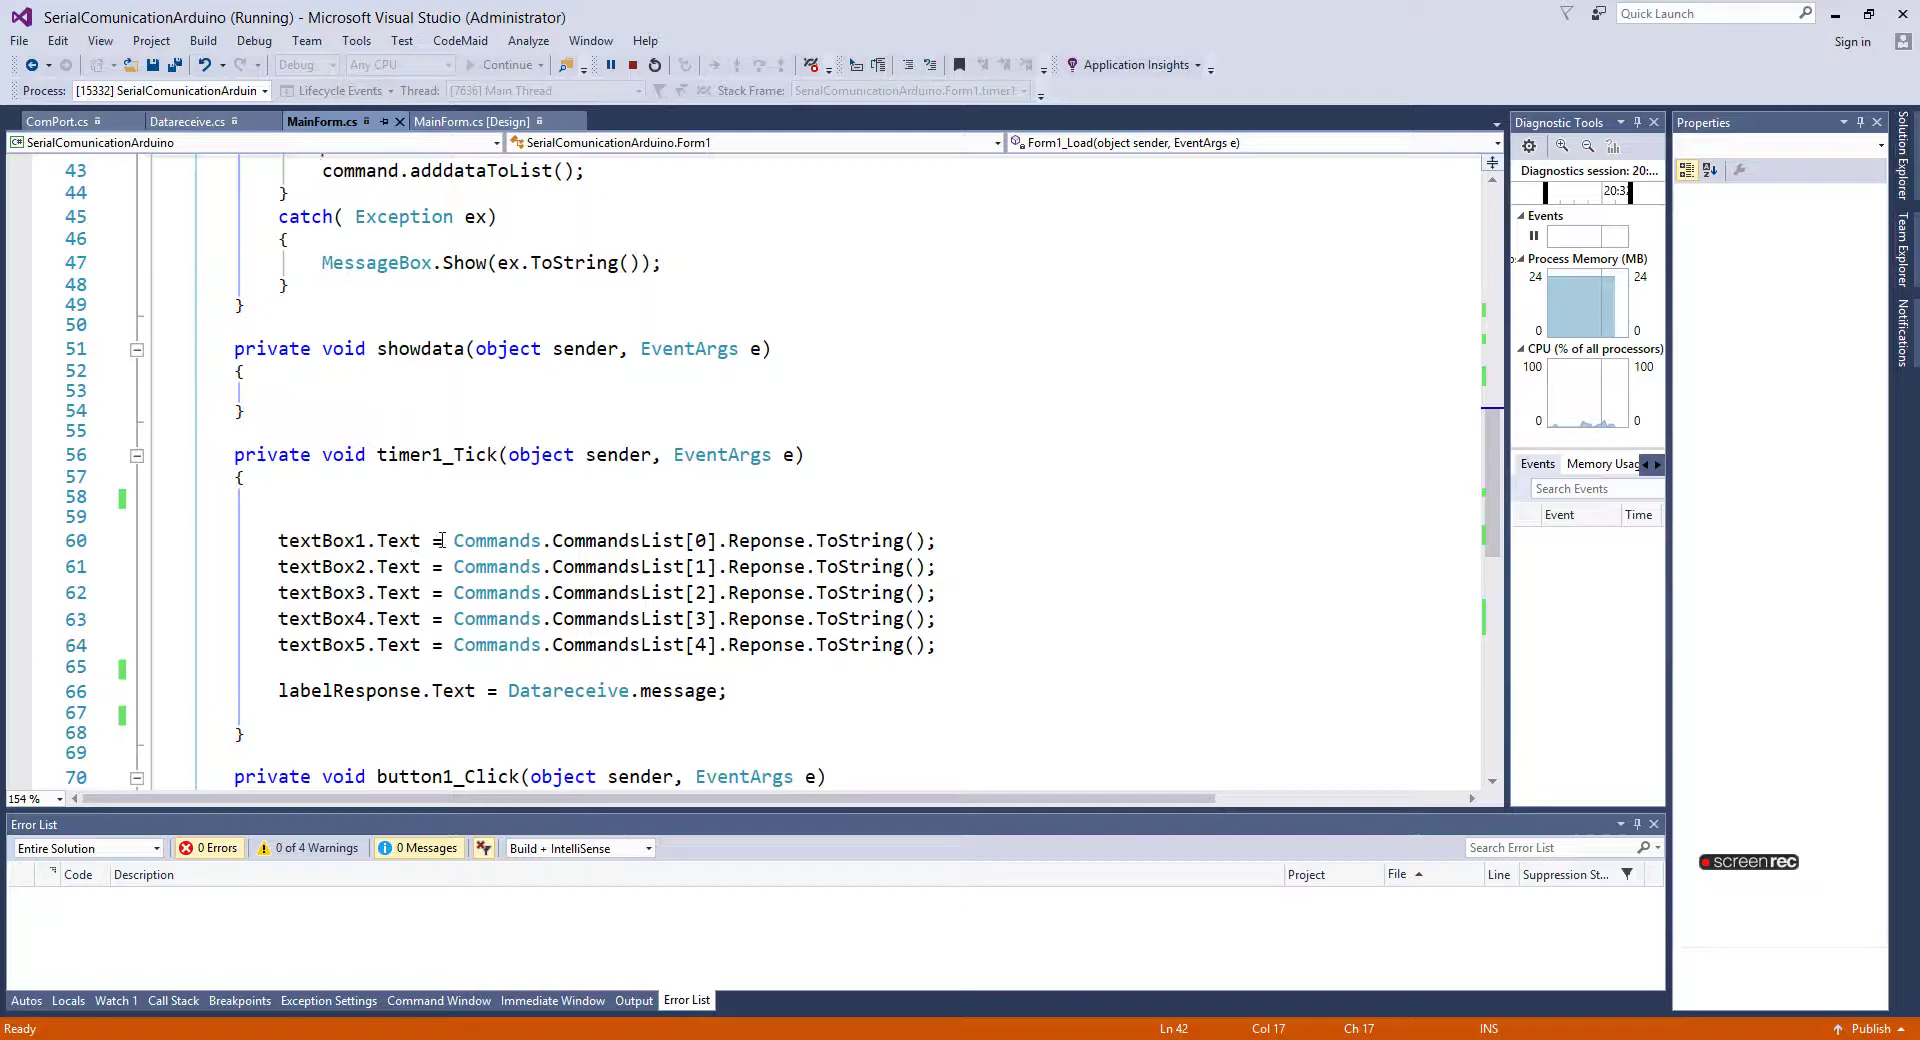 SerialComunicationArduino (Running) - Microsoft Visual Studio (Administrator)
Quick Launch
File Edit View Project Build Debug Team Tools Test CodeMaid Analyze Window Help
Sign in
Debug Any CPU Continue Application Insights
Process: [15332] SerialComunicationArduin Lifecycle Events Thread: [7636] Main Thread Stack Frame: SerialComunicationArduino.Form1.timer1
ComPort.cs Datareceive.cs MainForm.cs MainForm.cs [Design]
SerialComunicationArduino SerialComunicationArduino.Form1 Form1_Load(object sender, EventArgs e)
43 command.adddataToList();
44 }
45 catch( Exception ex)
46 {
47 MessageBox.Show(ex.ToString());
48 }
49 }
50
51 private void showdata(object sender, EventArgs e)
52 {
53
54 }
55
56 private void timer1_Tick(object sender, EventArgs e)
57 {
58
59
60 textBox1.Text = Commands.CommandsList[0].Reponse.ToString();
61 textBox2.Text = Commands.CommandsList[1].Reponse.ToString();
62 textBox3.Text = Commands.CommandsList[2].Reponse.ToString();
63 textBox4.Text = Commands.CommandsList[3].Reponse.ToString();
64 textBox5.Text = Commands.CommandsList[4].Reponse.ToString();
65
66 labelResponse.Text = Datareceive.message;
67
68 }
69
70 private void button1_Click(object sender, EventArgs e)
154 %
Diagnostic Tools
Diagnostics session: 20:...
20:32
Events
Process Memory (MB)
24 24
0 0
CPU (% of all processors)
100 100
0 0
Events Memory Usag
Search Events
Event Time
Properties
Solution Explorer
Team Explorer
Notifications
Error List
Entire Solution 0 Errors 0 of 4 Warnings 0 Messages Build + IntelliSense Search Error List
Code Description Project File Line Suppression St...
screenrec
Autos Locals Watch 1 Call Stack Breakpoints Exception Settings Command Window Immediate Window Output Error List
Ready Ln 42 Col 17 Ch 17 INS Publish